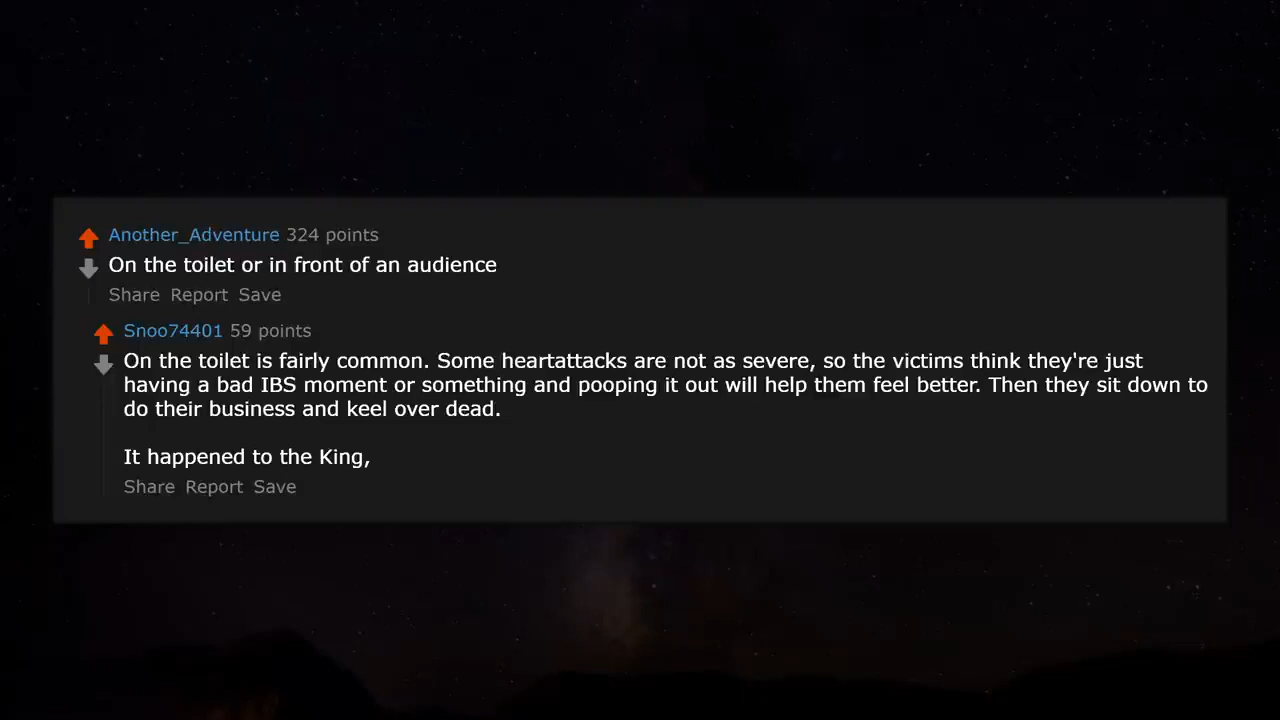 Another_Adventure 324 points
On the toilet or in front of an audience
Share Report Save
Snoo74401 59 points
On the toilet is fairly common. Some heartattacks are not as severe, so the victims think they're just
having a bad IBS moment or something and pooping it out will help them feel better. Then they sit down to
do their business and keel over dead.
It happened to the King,
Share Report Save